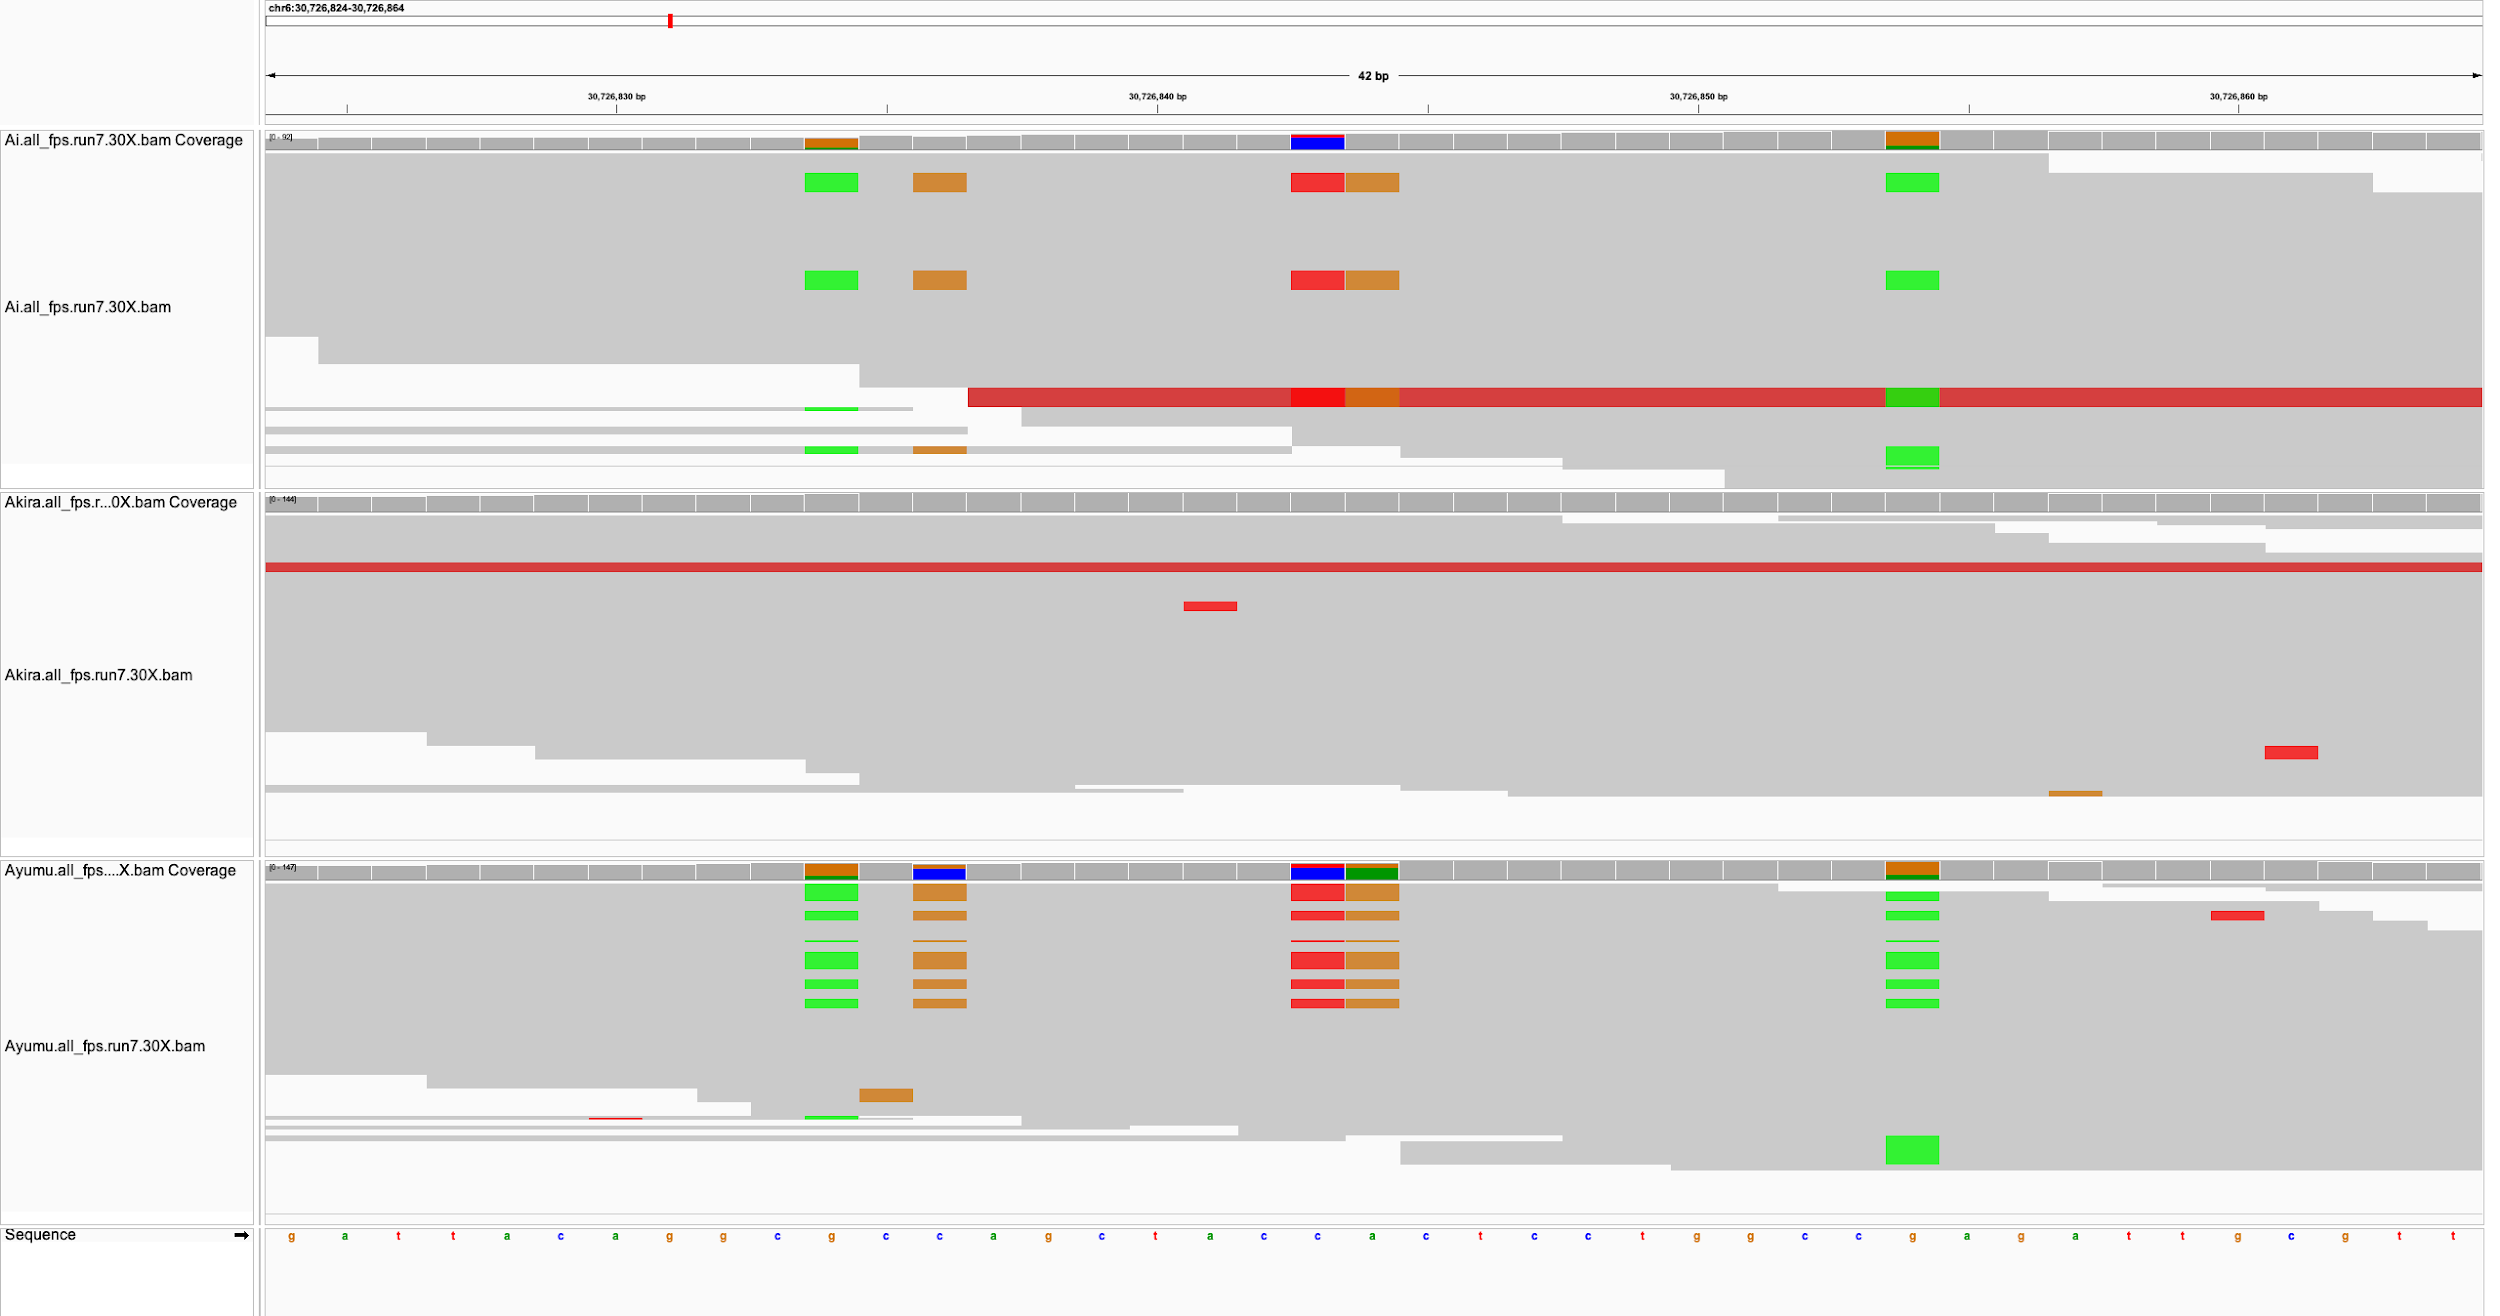 chr6:30,726,824-30,726,864
42 bp
30,726,830 bp 30,726,840 bp 30,726,850 bp 30,726,860 bp
Ai.all_fps.run7.30X.bam Coverage
[0 - 92]
Ai.all_fps.run7.30X.bam
Akira.all_fps.r...0X.bam Coverage
[0 - 144]
Akira.all_fps.run7.30X.bam
Ayumu.all_fps....X.bam Coverage
[0 - 147]
Ayumu.all_fps.run7.30X.bam
Sequence
g a t t a c a g g c g c c a g c t a c c a c t c c t g g c c g a g a t t g c g t t